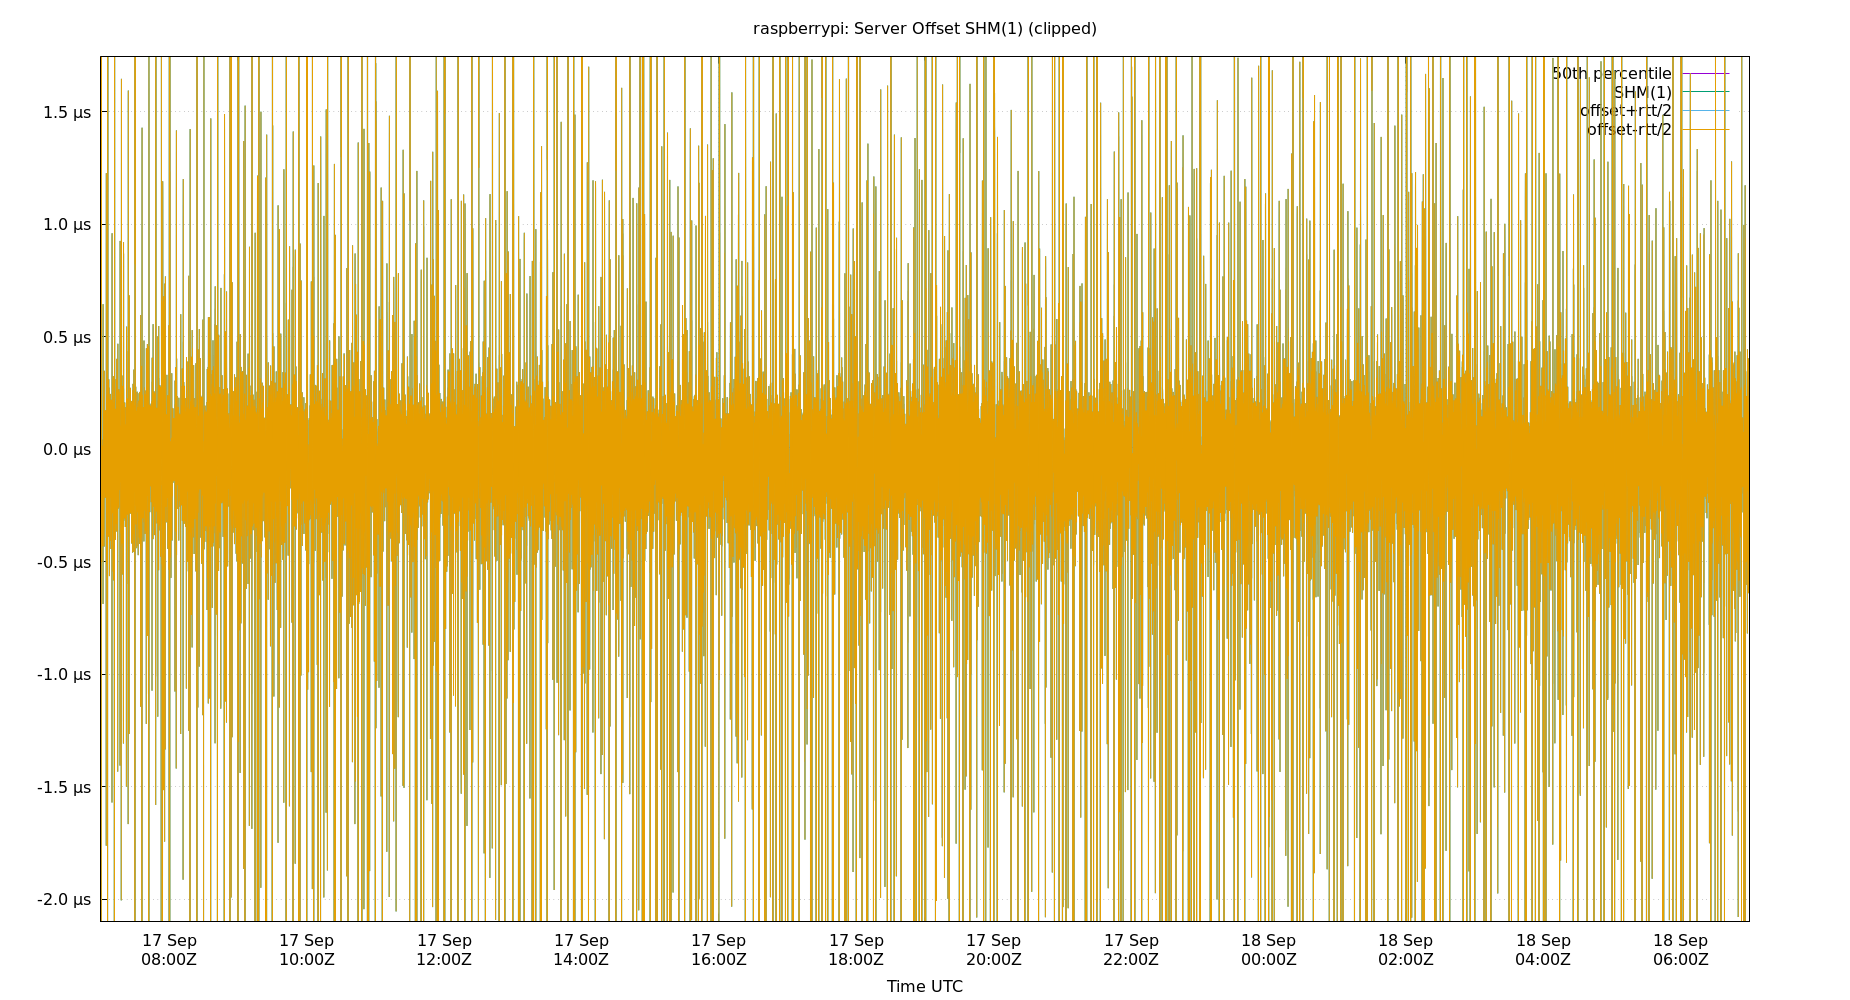 raspberrypi: Server Offset SHM(1) (clipped)
50th percentile
SHM(1)
offset+rtt/2
offset-rtt/2
1.5 µs
1.0 µs
0.5 µs
0.0 µs
-0.5 µs
-1.0 µs
-1.5 µs
-2.0 µs
17 Sep 17 Sep 17 Sep 17 Sep 17 Sep 17 Sep 17 Sep 17 Sep 18 Sep 18 Sep 18 Sep 18 Sep
08:00Z 10:00Z 12:00Z 14:00Z 16:00Z 18:00Z 20:00Z 22:00Z 00:00Z 02:00Z 04:00Z 06:00Z
Time UTC